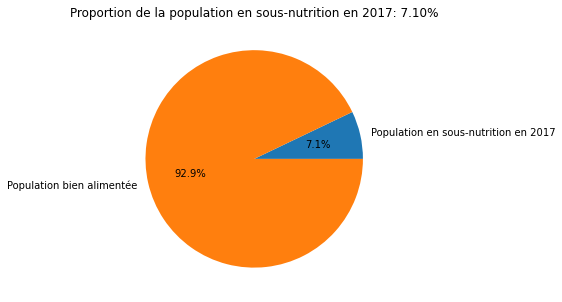 Proportion de la population en sous-nutrition en 2017: 7.10%
Population en sous-nutrition en 2017
7.1%
92.9%
Population bien alimentée